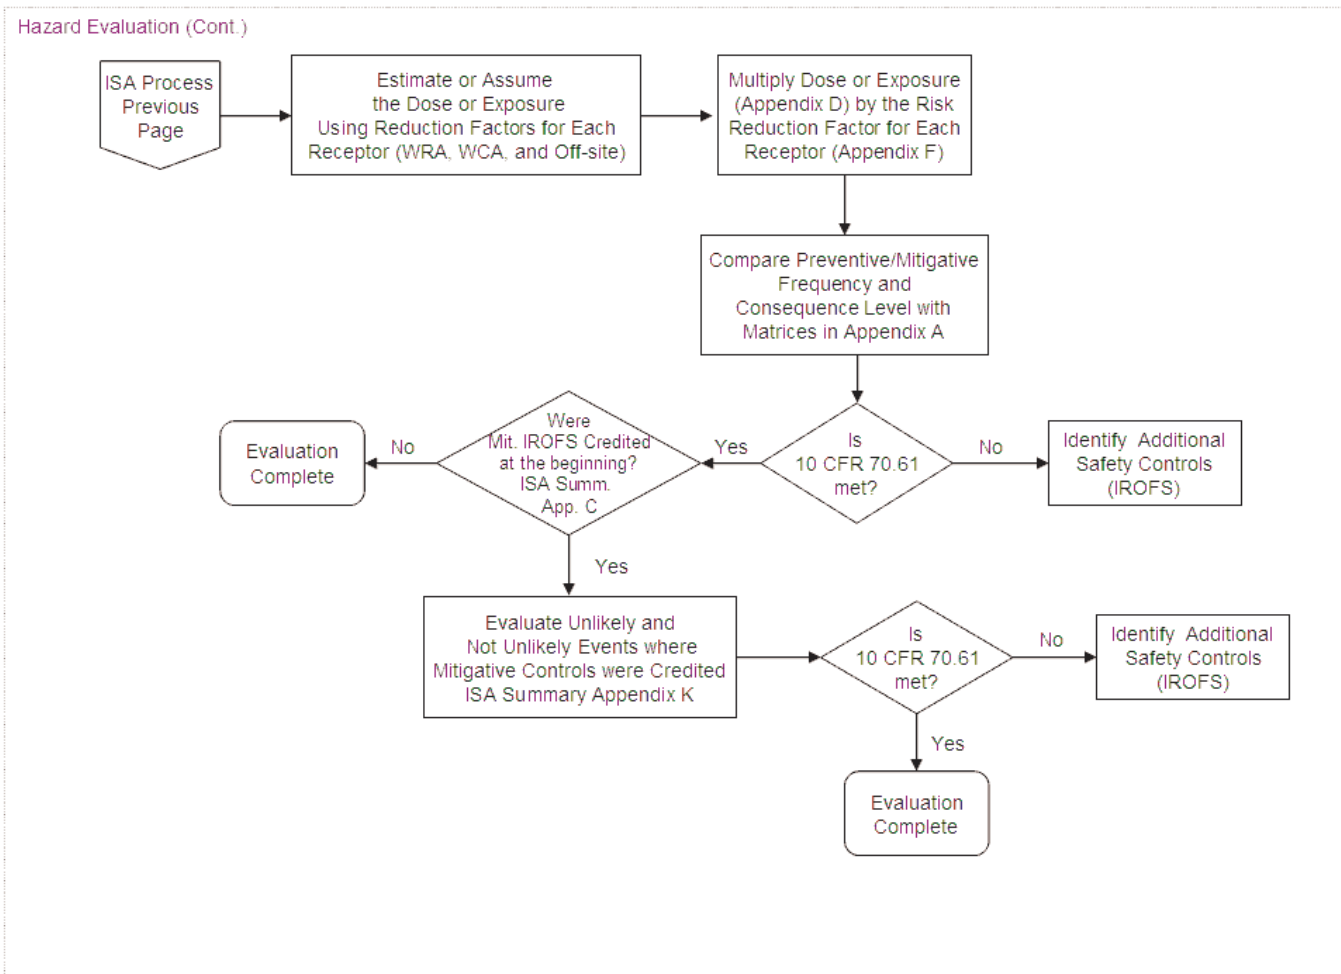 Hazard Evaluation (Cont.)
ISA Process
Previous
Page
Estimate or Assume
the Dose or Exposure
Using Reduction Factors for Each
Receptor (WRA, WCA, and Off-site)
Multiply Dose or Exposure
(Appendix D) by the Risk
Reduction Factor for Each
Receptor (Appendix F)
Compare Preventive/Mitigative
Frequency and
Consequence Level with
Matrices in Appendix A
Is
10 CFR 70.61
met?
No
Identify Additional
Safety Controls
(IROFS)
Yes
Were
Mit. IROFS Credited
at the beginning?
ISA Summ.
App. C
No
Evaluation
Complete
Yes
Evaluate Unlikely and
Not Unlikely Events where
Mitigative Controls were Credited
ISA Summary Appendix K
Is
10 CFR 70.61
met?
No
Identify Additional
Safety Controls
(IROFS)
Yes
Evaluation
Complete